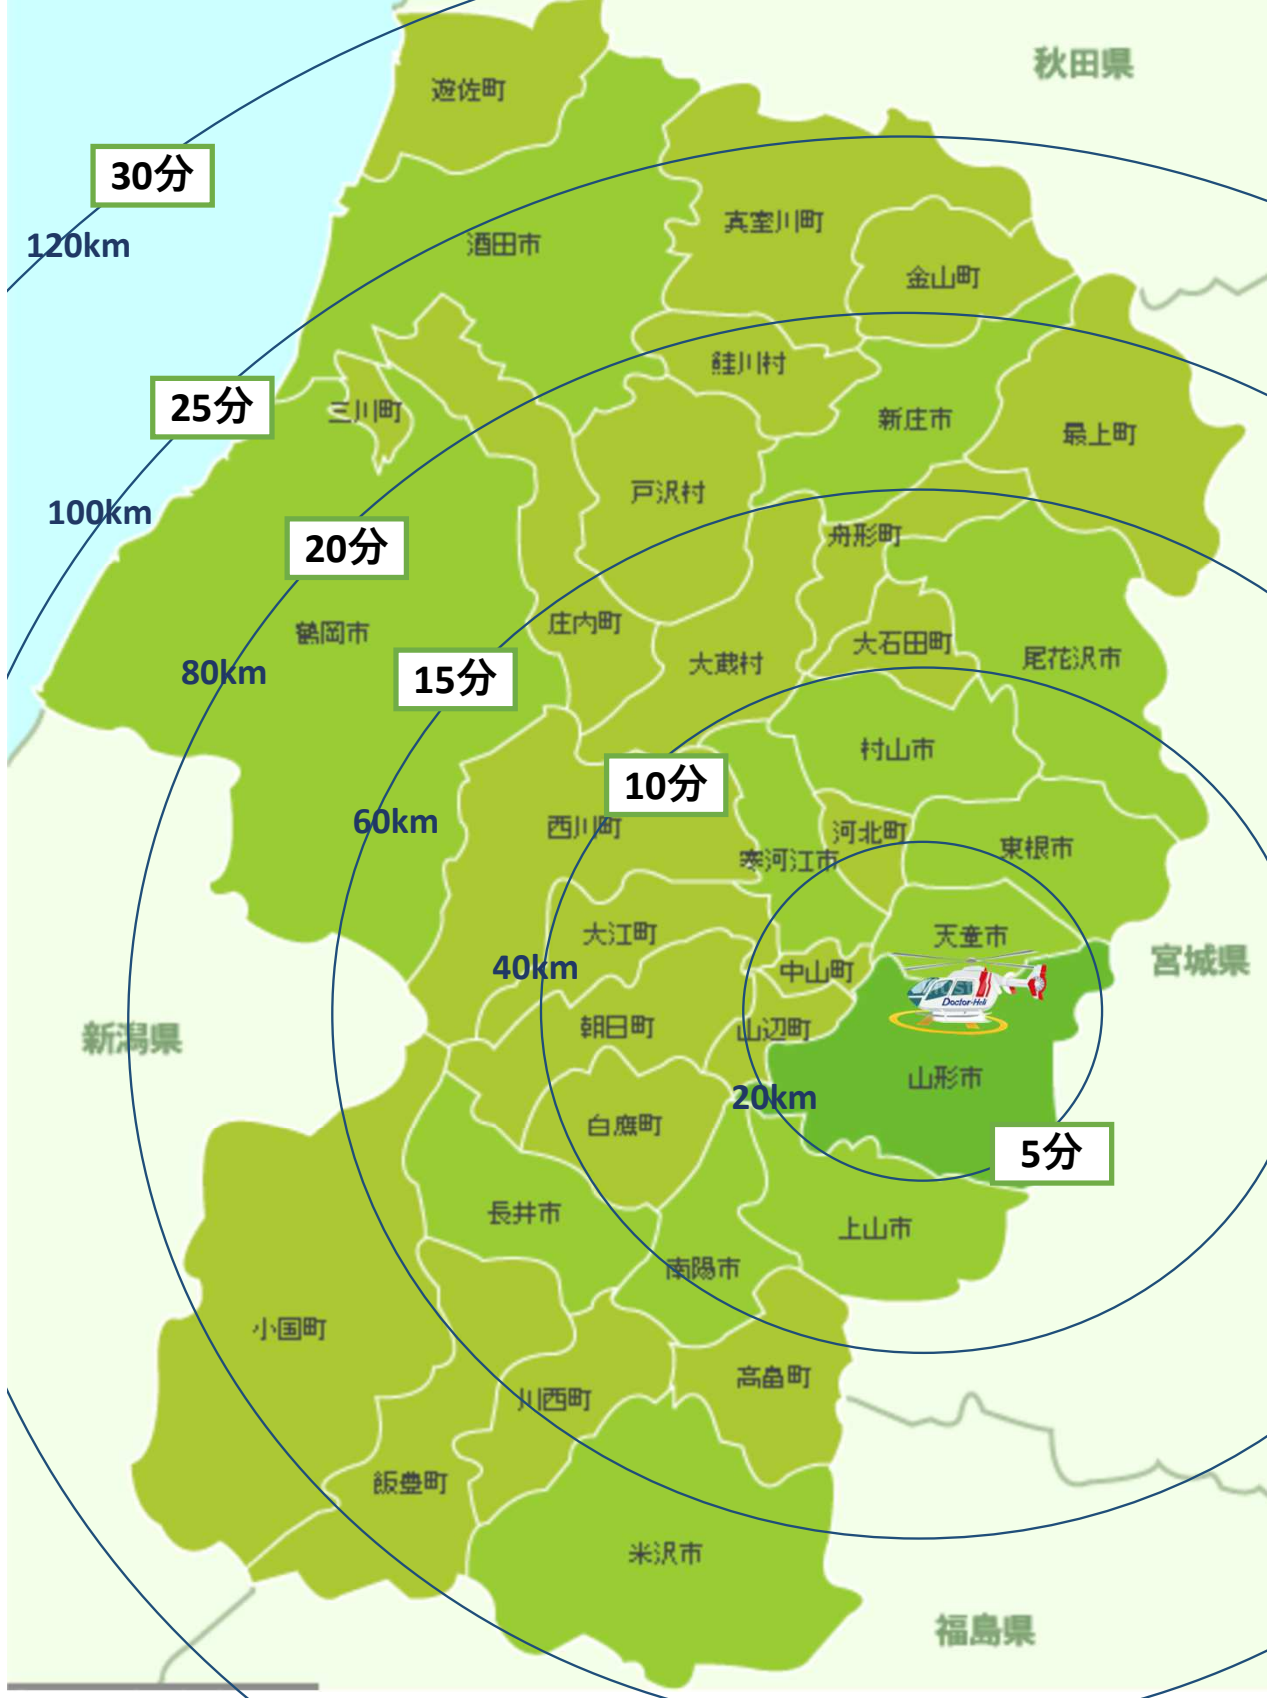 秋田県
遊佐町
30分
120km
酒田市
真室川町
金山町
鮭川村
25分
三川町
新庄市
最上町
戸沢村
100km
20分
舟形町
鶴岡市
庄内町
大蔵村
大石田町
尾花沢市
80km
15分
村山市
10分
60km
西川町
河北町
寒河江市
東根市
大江町
天童市
宮城県
40km
中山町
Doctor-Heli
新潟県
朝日町
山辺町
山形市
20km
白鷹町
5分
長井市
上山市
南陽市
小国町
高畠町
川西町
飯豊町
米沢市
福島県